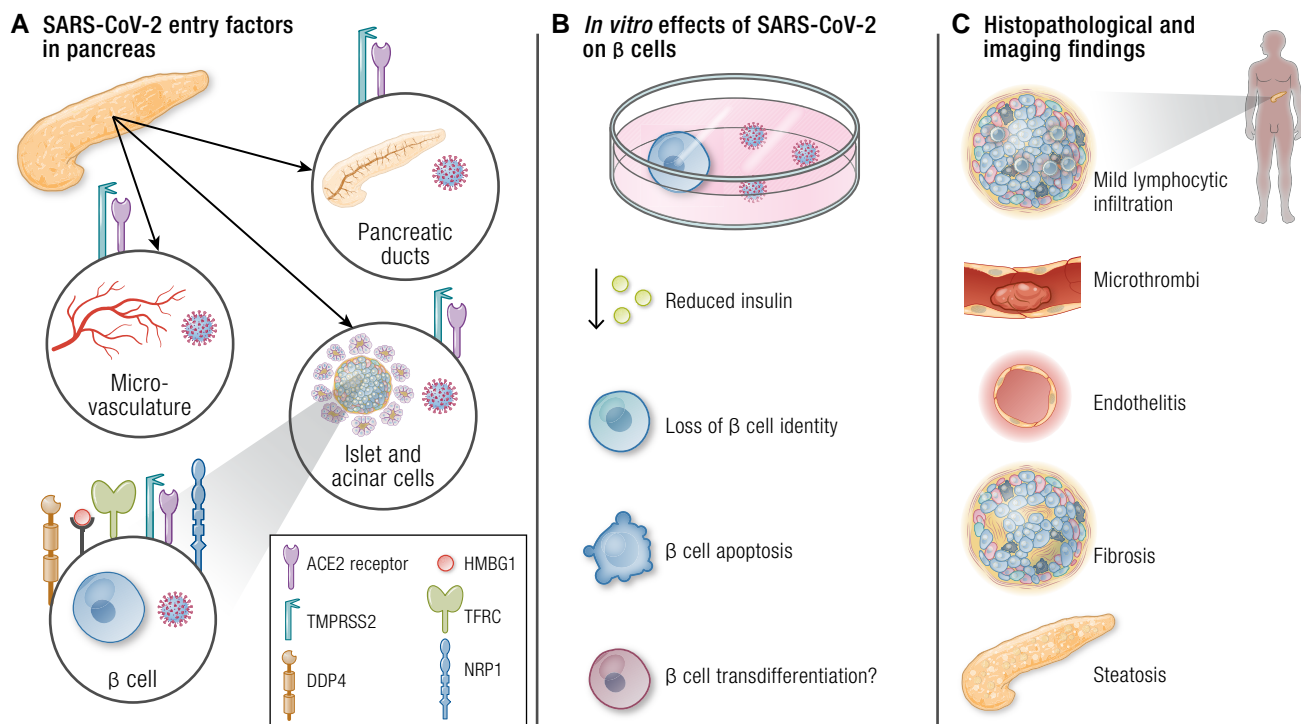 A SARS-CoV-2 entry factors
in pancreas
Pancreatic
ducts
Micro-
vasculature
Islet and
acinar cells
β cell
ACE2 receptor
HMBG1
TMPRSS2
TFRC
DDP4
NRP1
B In vitro effects of SARS-CoV-2
on β cells
Reduced insulin
Loss of β cell identity
β cell apoptosis
β cell transdifferentiation?
C Histopathological and
imaging findings
Mild lymphocytic
infiltration
Microthrombi
Endothelitis
Fibrosis
Steatosis